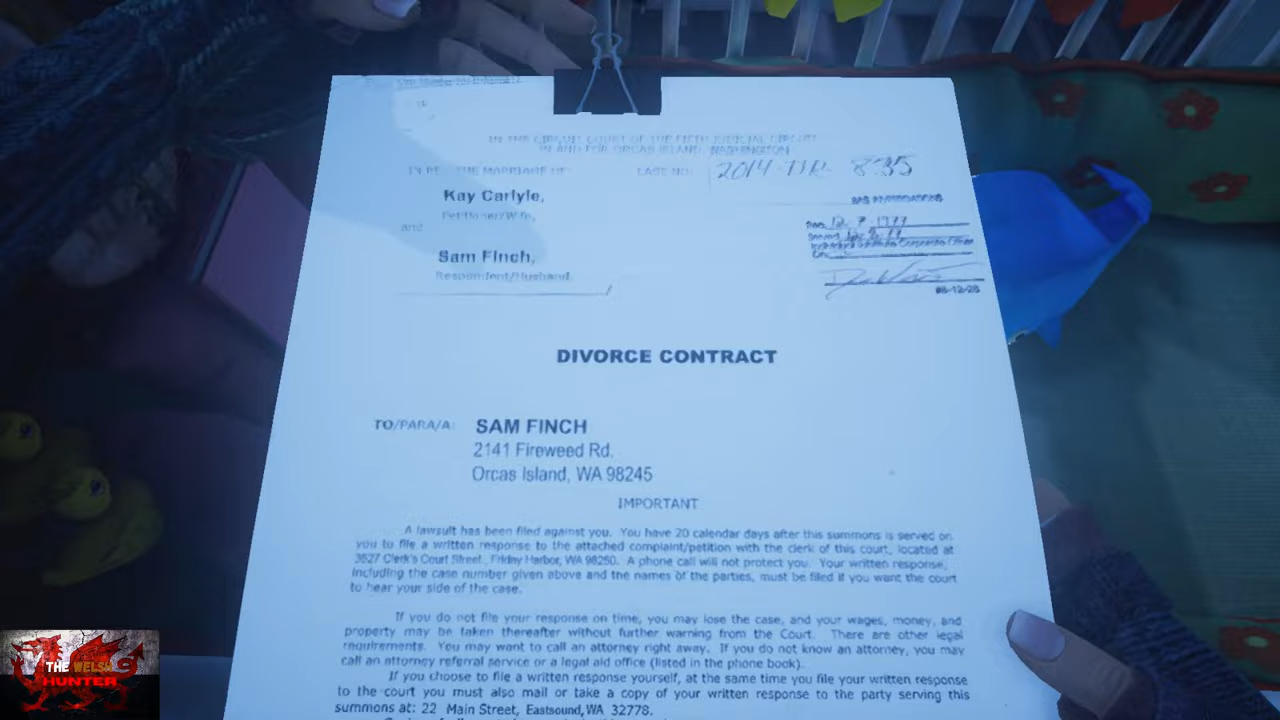 IN THE CIRCUIT COURT OF THE FIFTH JUDICIAL CIRCUIT
IN AND FOR ORCAS ISLAND, WASHINGTON
IN RE: THE MARRIAGE OF:
CASE NO:
2014
835
Kay Carlyle,
Petitioner/Wife,
and
Sam Finch,
Respondent/Husband.
08-12-28
DIVORCE CONTRACT
TO/PARA/A: SAM FINCH
2141 Fireweed Rd.
Orcas Island, WA 98245
IMPORTANT
A lawsuit has been filed against you. You have 20 calendar days after this summons is served on
you to file a written response to the attached complaint/petition with the clerk of this court, located at
3627 Clerk's Court Street, Friday Harbor, WA 98250. A phone call will not protect you. Your written response,
including the case number given above and the names of the parties, must be filed if you want the court
to hear your side of the case.
If you do not file your response on time, you may lose the case, and your wages, money, and
property may be taken thereafter without further warning from the Court. There are other legal
requirements. You may want to call an attorney right away. If you do not know an attorney, you may
call an attorney referral service or a legal aid office (listed in the phone book).
If you choose to file a written response yourself, at the same time you file your written response
to the court you must also mail or take a copy of your written response to the party serving this
summons at: 22 Main Street, Eastsound, WA 32778.
THE WELSH
HUNTER